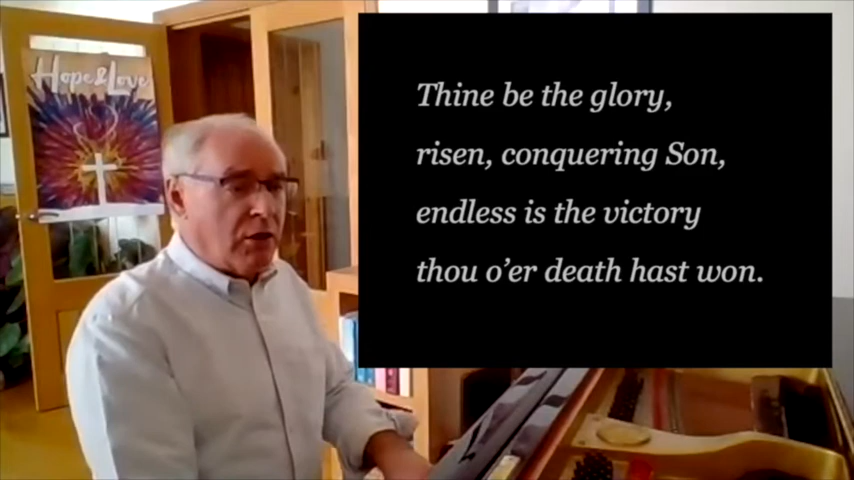 Hope & Love
Thine be the glory,
risen, conquering Son,
endless is the victory
thou o'er death hast won.